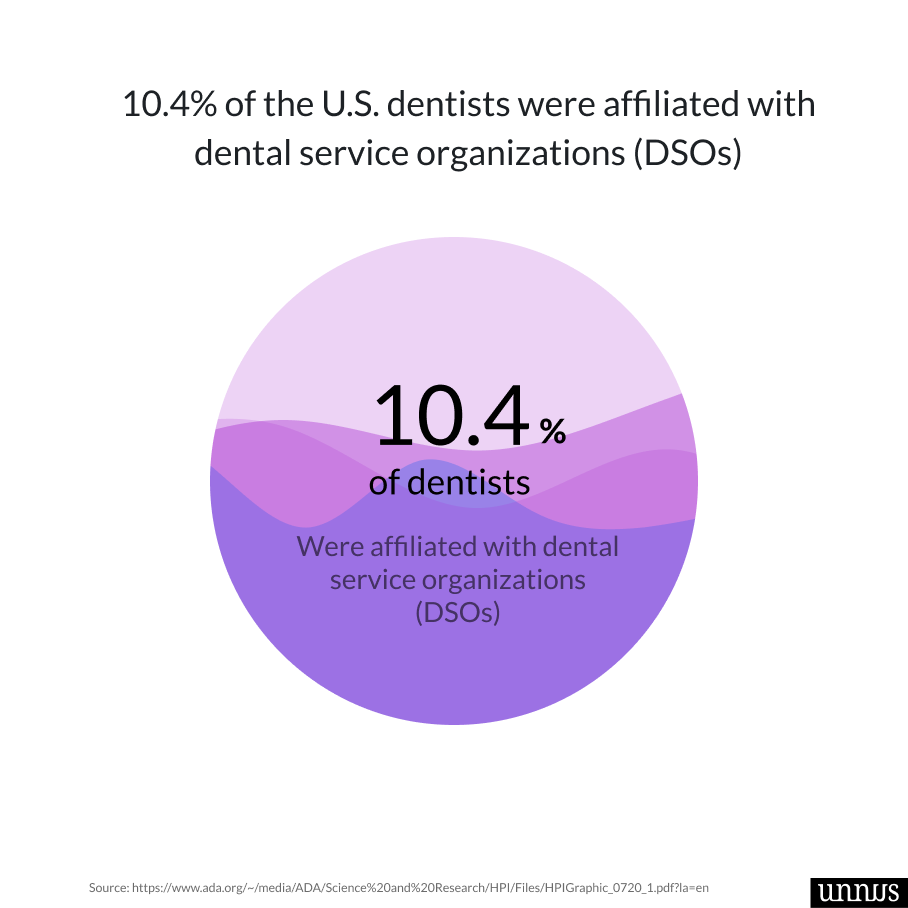 10.4% of the U.S. dentists were affiliated with
dental service organizations (DSOs)
10.4 %
of dentists
Were affiliated with dental
service organizations
(DSOs)
Source: https://www.ada.org/~/media/ADA/Science%20and%20Research/HPI/Files/HPIGraphic_0720_1.pdf?la=en
unnus